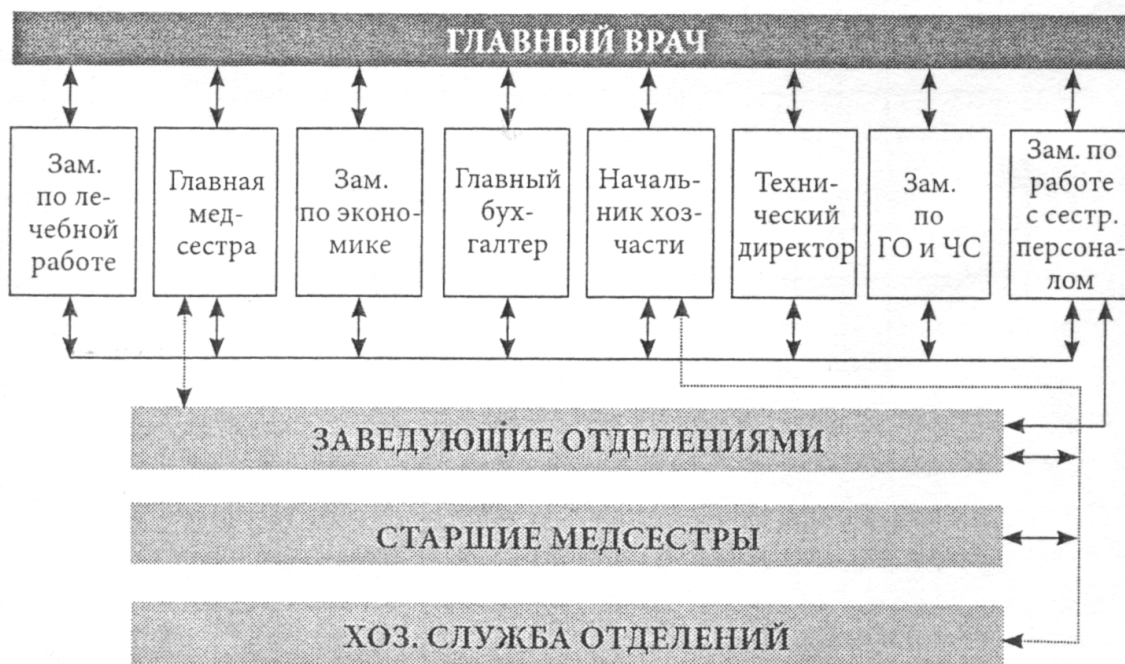 ГЛАВНЫЙ ВРАЧ
Зам.
по ле-
чебной
работе
Главная
мед-
сестра
Зам.
по эконо-
мике
Главный
бух-
галтер
Началь-
ник хоз-
части
Техни-
ческий
директор
Зам.
по
ГО и ЧС
Зам. по
работе
с сестр.
персона-
лом
ЗАВЕДУЮЩИЕ ОТДЕЛЕНИЯМИ
СТАРШИЕ МЕДСЕСТРЫ
ХОЗ. СЛУЖБА ОТДЕЛЕНИЙ